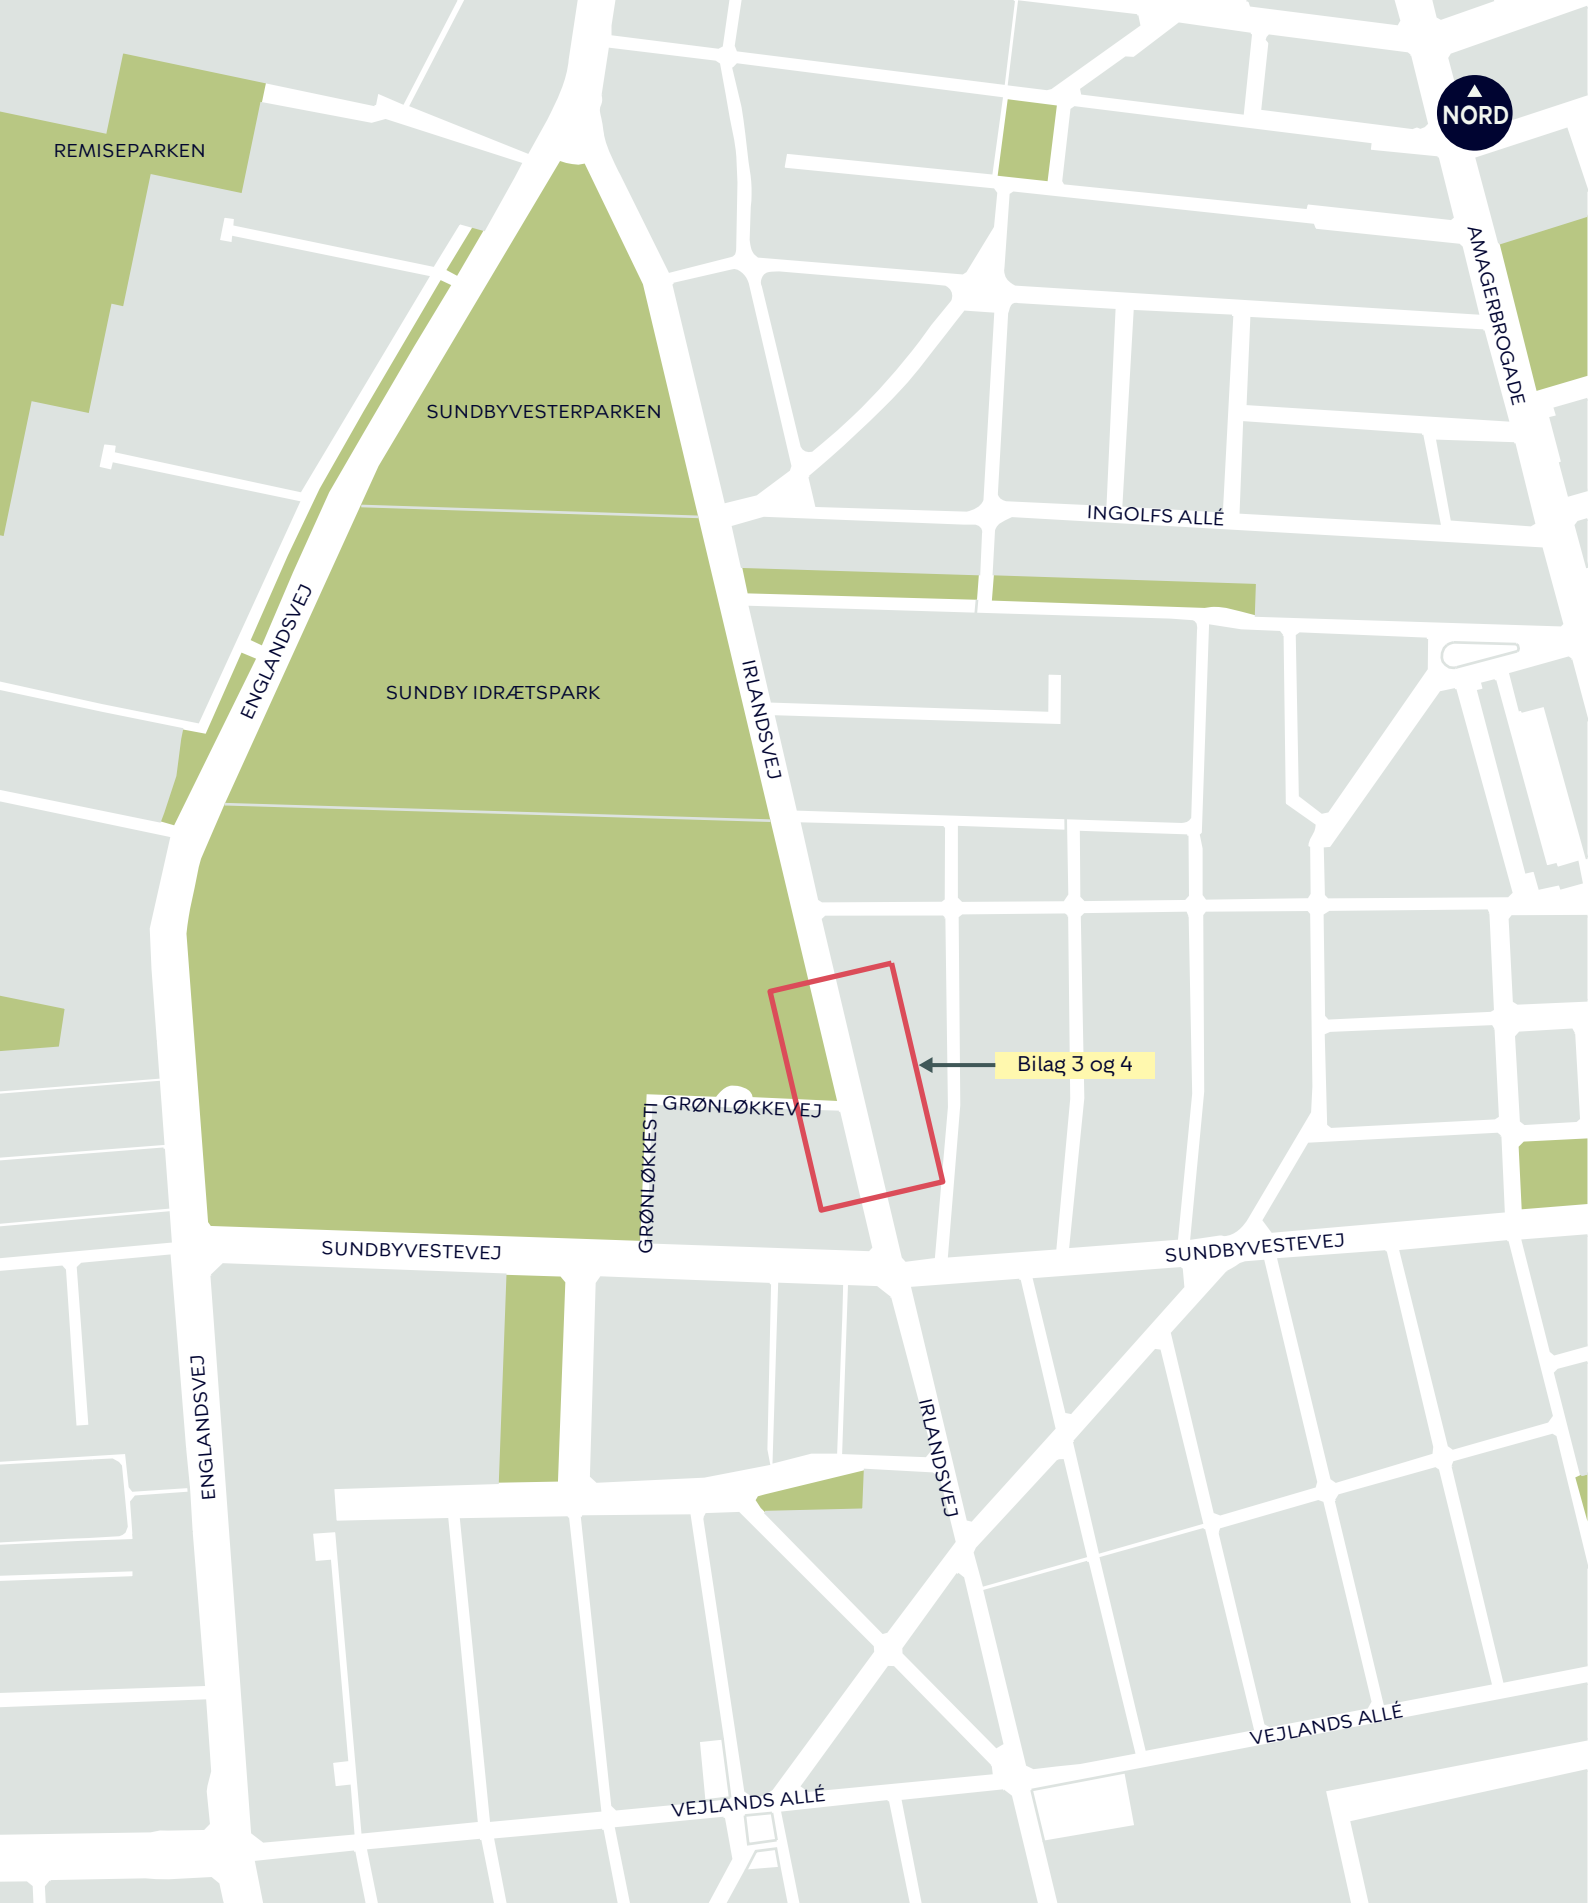 NORD
REMISEPARKEN
AMAGERBROGADE
SUNDBYVESTERPARKEN
INGOLFS ALLÉ
ENGLANDSVEJ
SUNDBY IDRÆTSPARK
IRLANDSVEJ
Bilag 3 og 4
GRØNLØKKEVEJ
GRØNLØKKESTI
SUNDBYVESTEVEJ
SUNDBYVESTEVEJ
ENGLANDSVEJ
IRLANDSVEJ
VEJLANDS ALLÉ
VEJLANDS ALLÉ